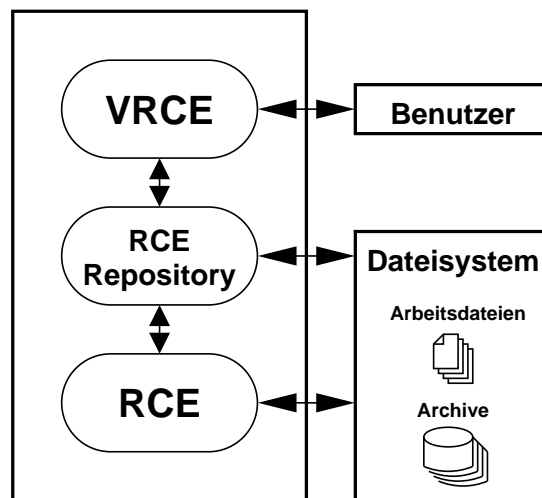 VRCE
Benutzer
RCE
Repository
Dateisystem
Arbeitsdateien
RCE
Archive